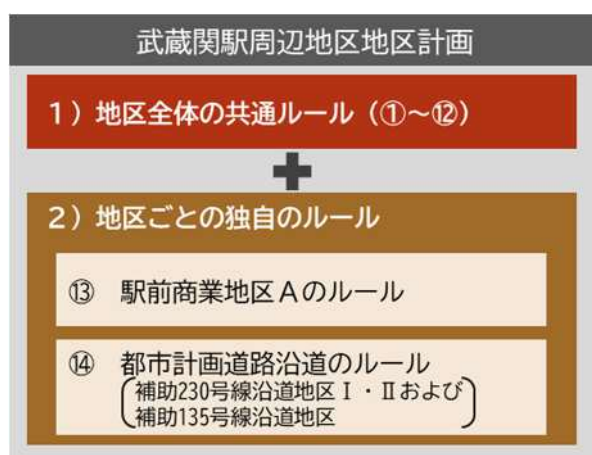 武蔵関駅周辺地区地区計画
1）地区全体の共通ルール（①～⑫）
+
2）地区ごとの独自のルール
⑬ 駅前商業地区Aのルール
⑭ 都市計画道路沿道のルール
（補助230号線沿道地区Ⅰ・Ⅱおよび
補助135号線沿道地区）